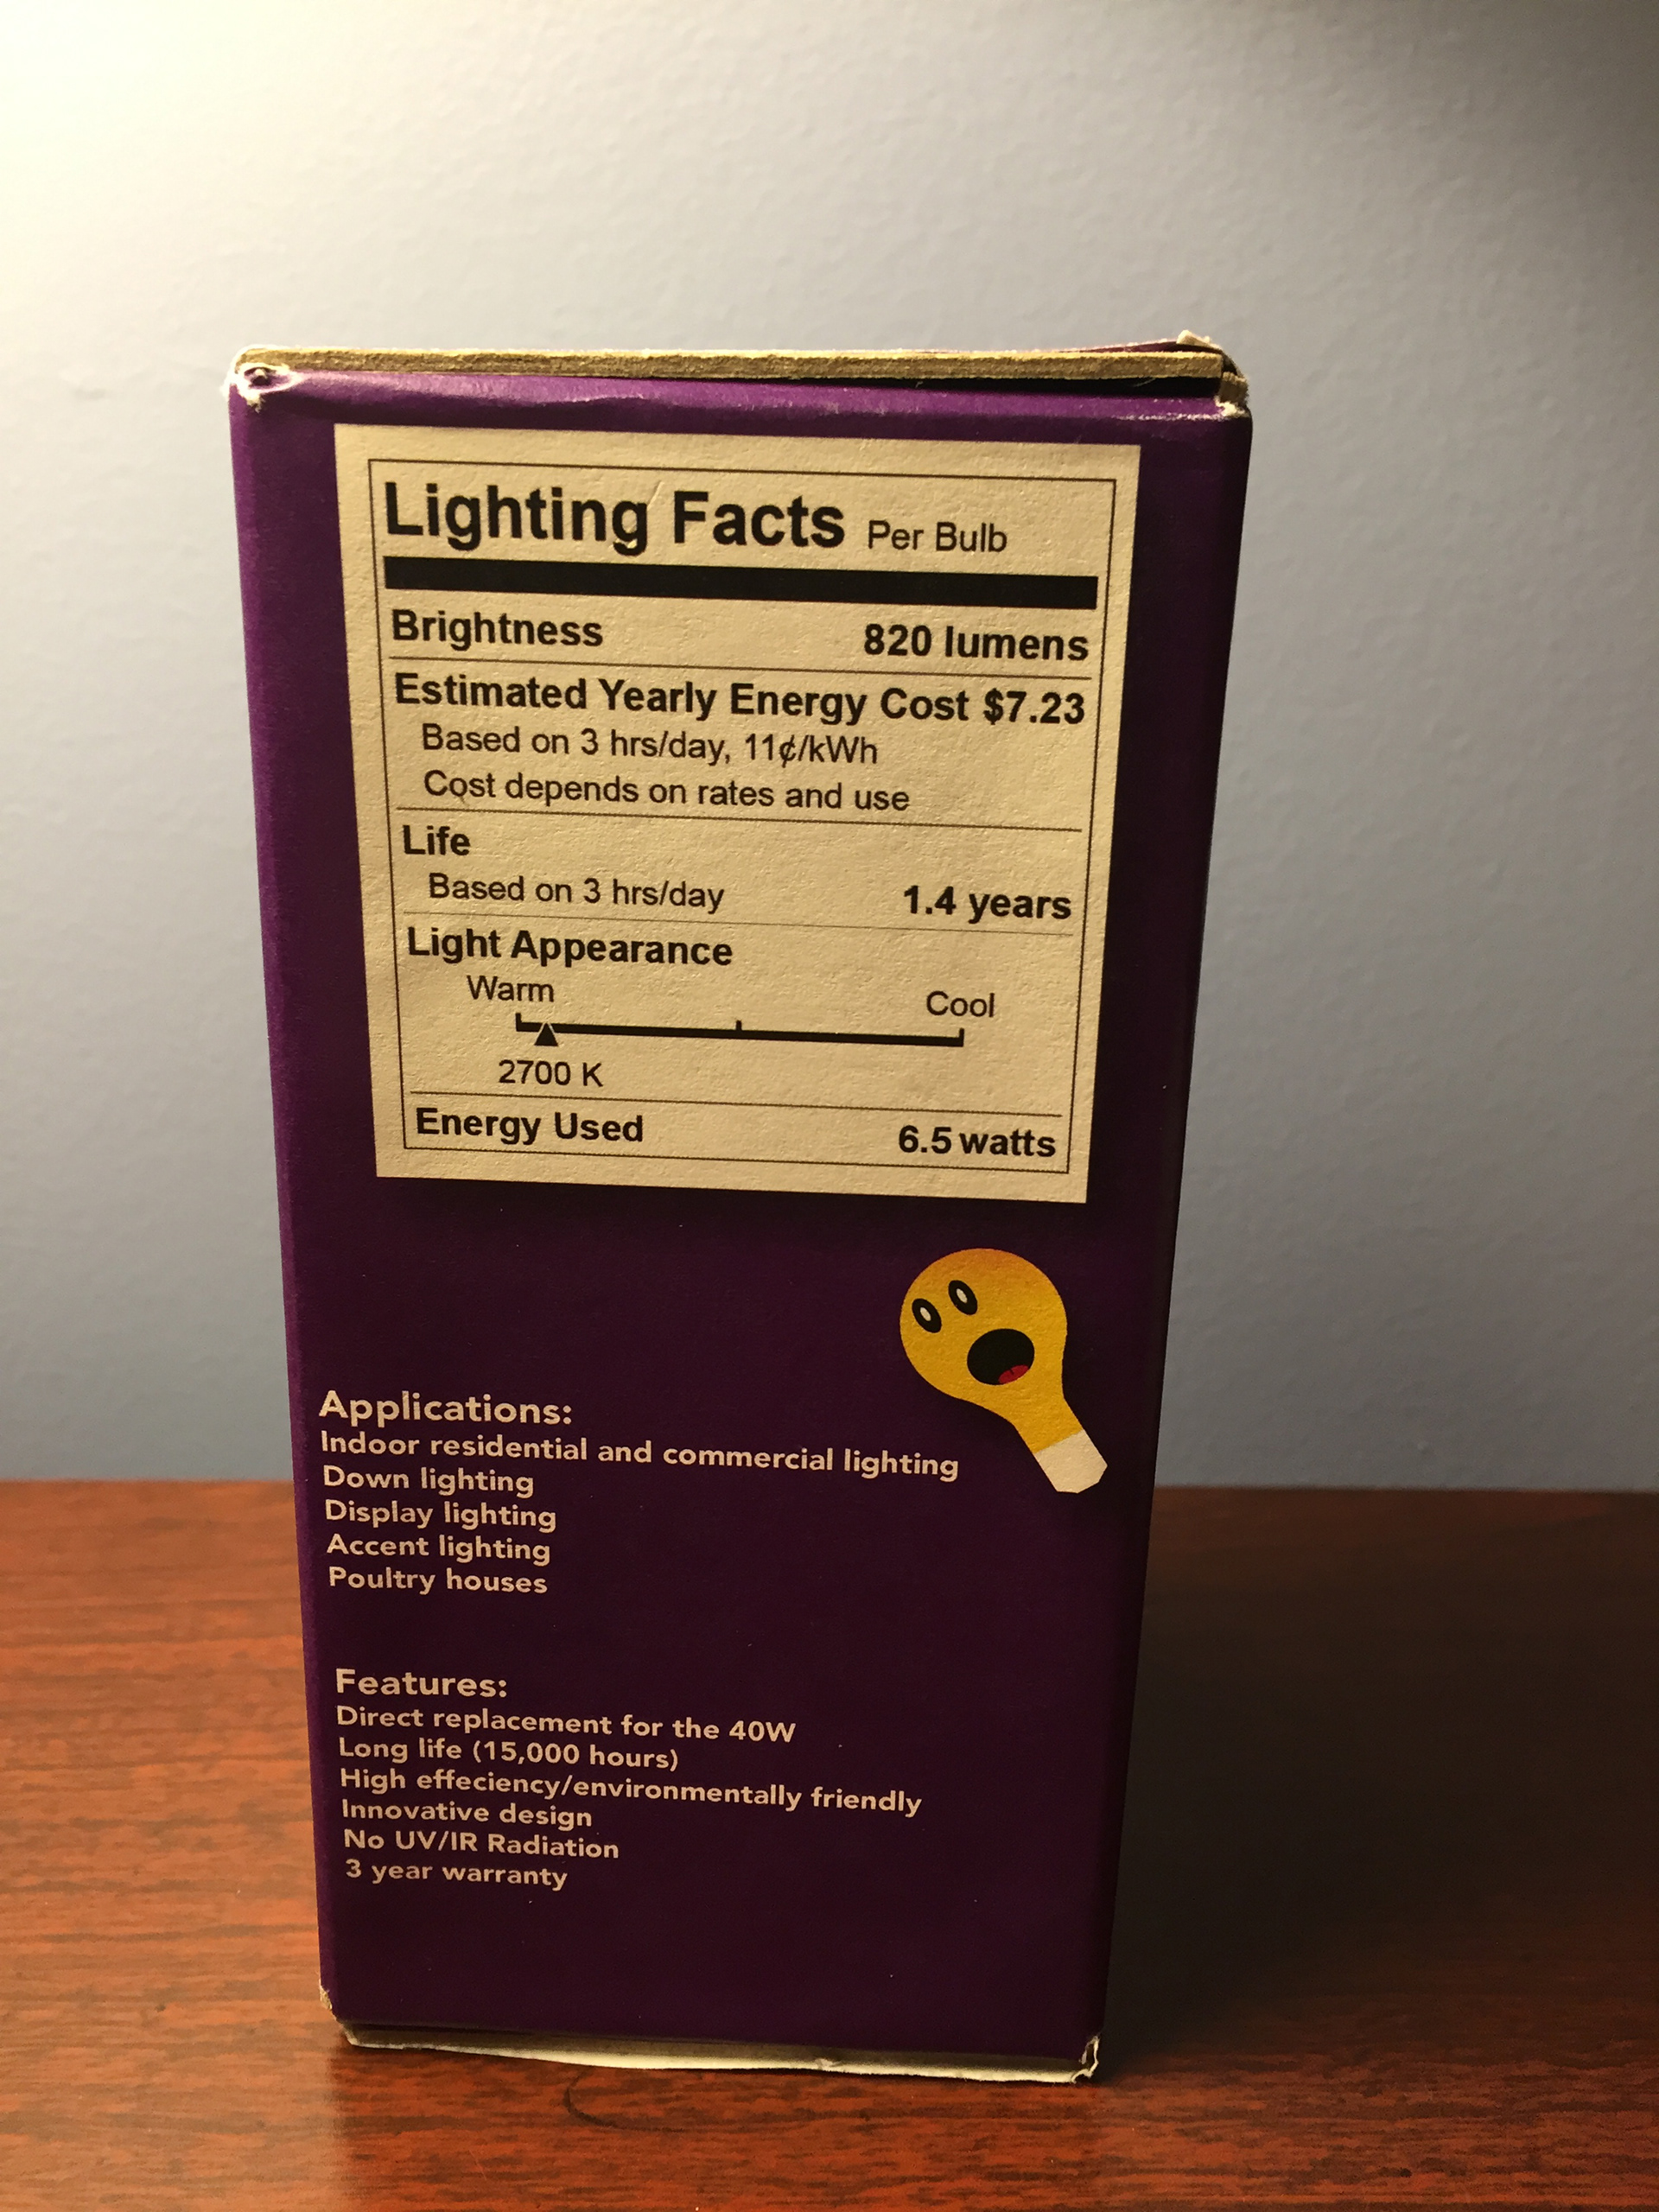 Lighting Facts Per Bulb
Brightness 820 lumens
Estimated Yearly Energy Cost $7.23
Based on 3 hrs/day, 11¢/kWh
Cost depends on rates and use
Life
Based on 3 hrs/day 1.4 years
Light Appearance
Warm Cool
2700 K
Energy Used 6.5 watts
Applications:
Indoor residential and commercial lighting
Down lighting
Display lighting
Accent lighting
Poultry houses
Features:
Direct replacement for the 40W
Long life (15,000 hours)
High effeciency/environmentally friendly
Innovative design
No UV/IR Radiation
3 year warranty